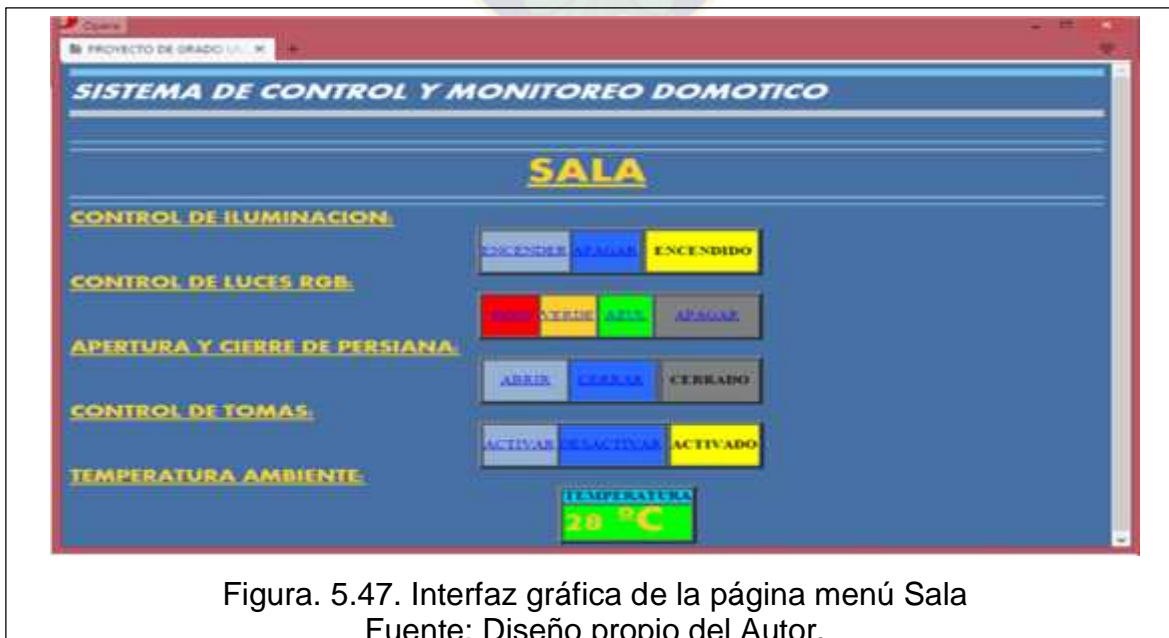 Opera
PROYECTO DE GRADO
SISTEMA DE CONTROL Y MONITOREO DOMOTICO
SALA
CONTROL DE ILUMINACION:
ENCENDER APAGAR ENCENDIDO
CONTROL DE LUCES RGB:
VERDE AZUL APAGAR
APERTURA Y CIERRE DE PERSIANA:
ABRIR CERRAR CERRADO
CONTROL DE TOMAS:
ACTIVAR DESACTIVAR ACTIVADO
TEMPERATURA AMBIENTE:
TEMPERATURA
28 ºC
Figura. 5.47. Interfaz gráfica de la página menú Sala
Fuente: Diseño propio del Autor.